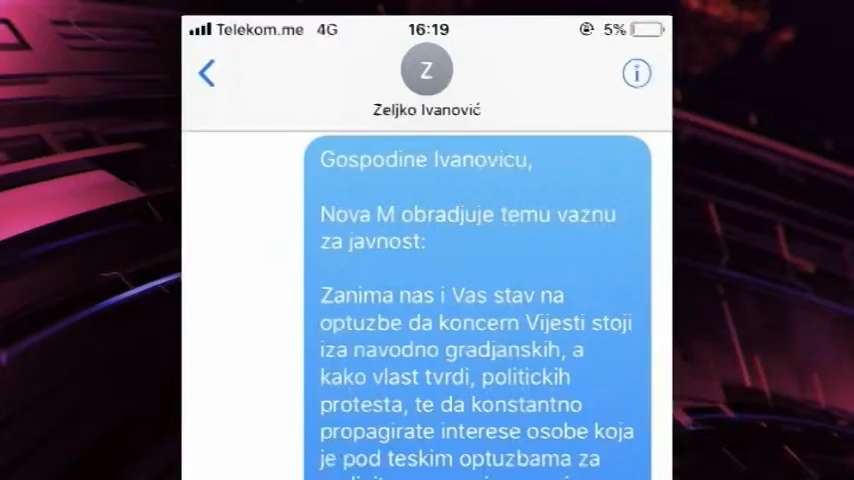 Telekom.me 4G 16:19 5%
Z
Zeljko Ivanović
Gospodine Ivanovicu,
Nova M obradjuje temu vaznu
za javnost:
Zanima nas i Vas stav na
optuzbe da koncern Vijesti stoji
iza navodno gradjanskih, a
kako vlast tvrdi, politickih
protesta, te da konstantno
propagirate interese osobe koja
je pod teskim optuzbama za